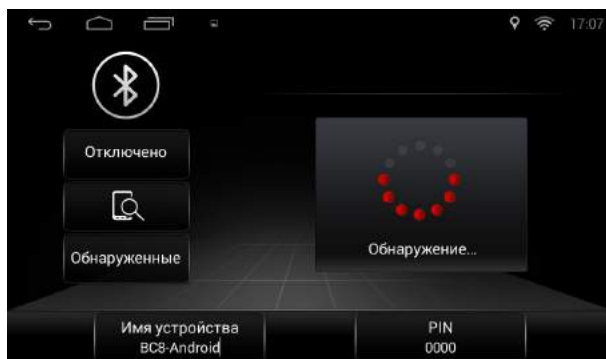 17:07
Отключено
Обнаруженные
Обнаружение...
Имя устройства
BC8-Android
PIN
0000